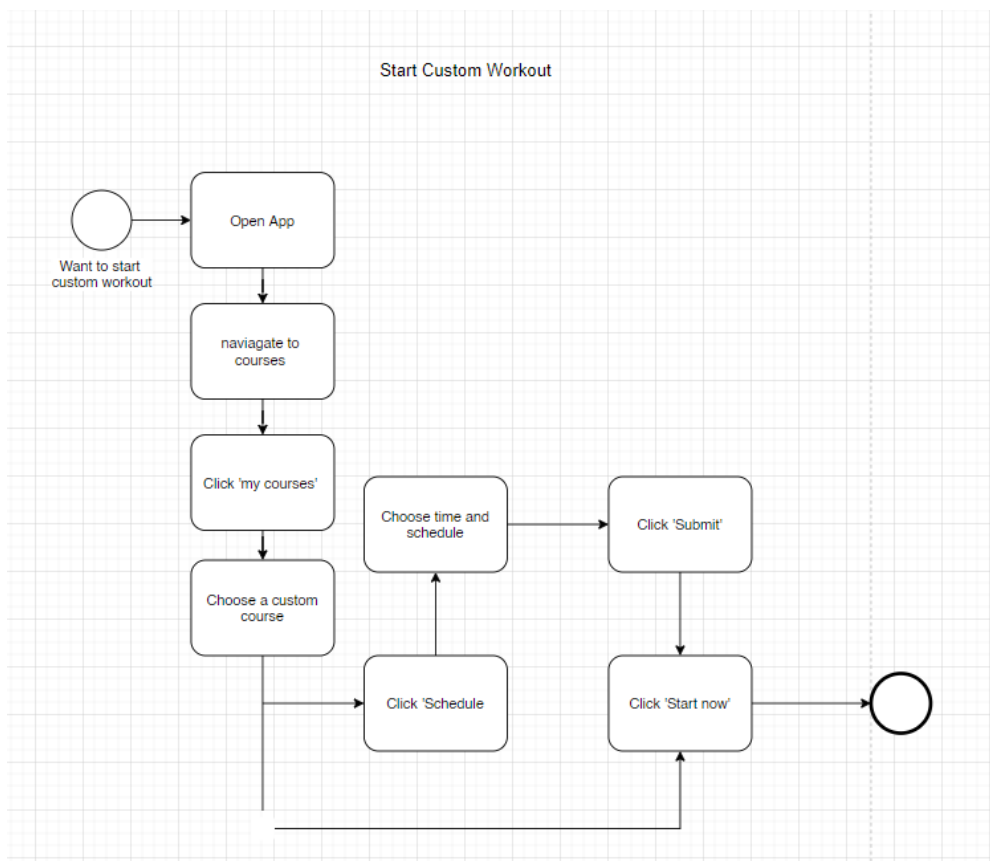 Start Custom Workout
Open App
Want to start
custom workout
naviagate to
courses
Click 'my courses'
Choose time and
schedule
Click 'Submit'
Choose a custom
course
Click 'Schedule
Click 'Start now'